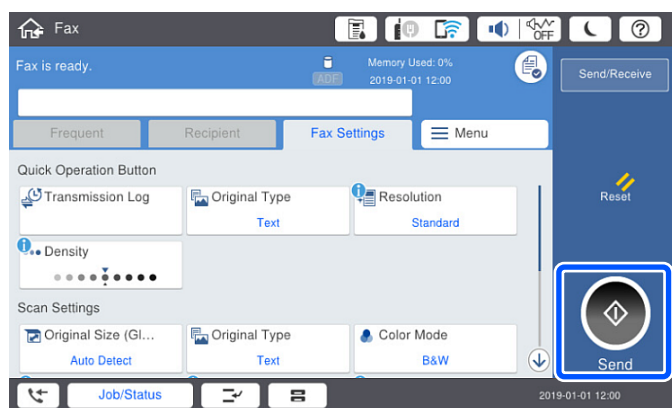 Fax
OFF
Fax is ready.
Memory Used: 0%
ADF
2019-01-01 12:00
Send/Receive
Frequent
Recipient
Fax Settings
Menu
Quick Operation Button
Transmission Log
Original Type
Text
Resolution
Standard
Reset
Density
Scan Settings
Original Size (Gl...
Auto Detect
Original Type
Text
Color Mode
B&W
Send
Job/Status
2019-01-01 12:00